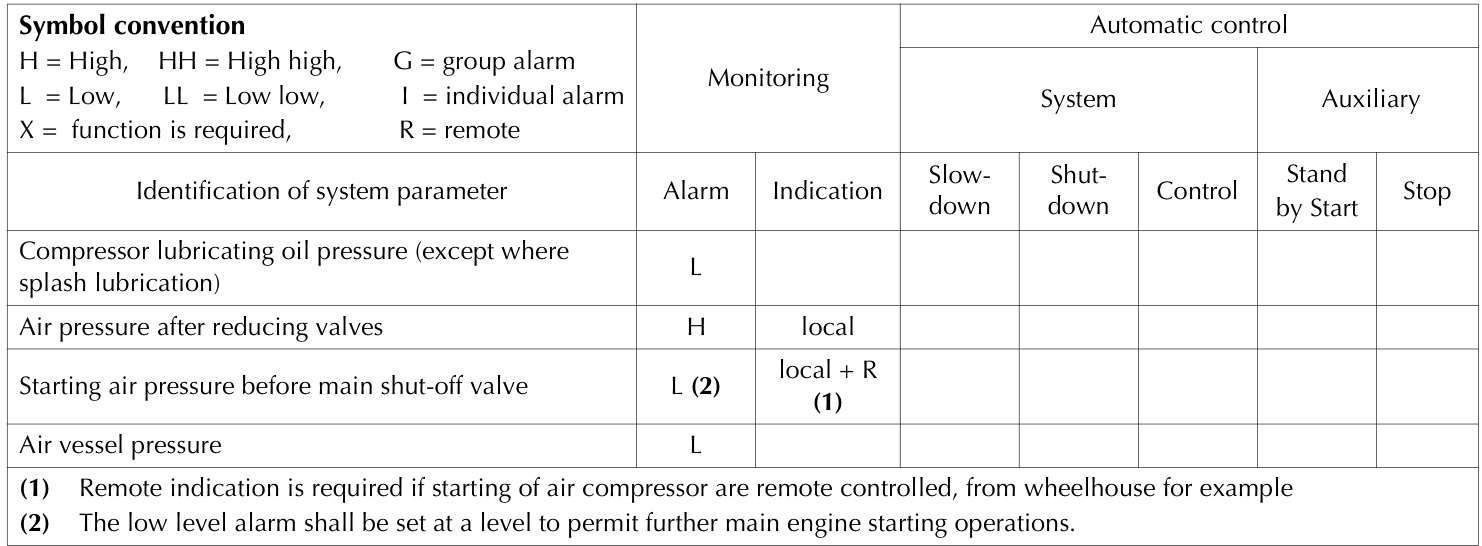 Symbol convention
H = High, HH = High high, G = group alarm
L = Low, LL = Low low, I = individual alarm
X = function is required, R = remote
Monitoring
Automatic control
System
Auxiliary
Identification of system parameter
Alarm
Indication
Slow-
down
Shut-
down
Control
Stand
by Start
Stop
Compressor lubricating oil pressure (except where
splash lubrication)
L
Air pressure after reducing valves
H
local
Starting air pressure before main shut-off valve
L (2)
local + R
(1)
Air vessel pressure
L
(1) Remote indication is required if starting of air compressor are remote controlled, from wheelhouse for example
(2) The low level alarm shall be set at a level to permit further main engine starting operations.